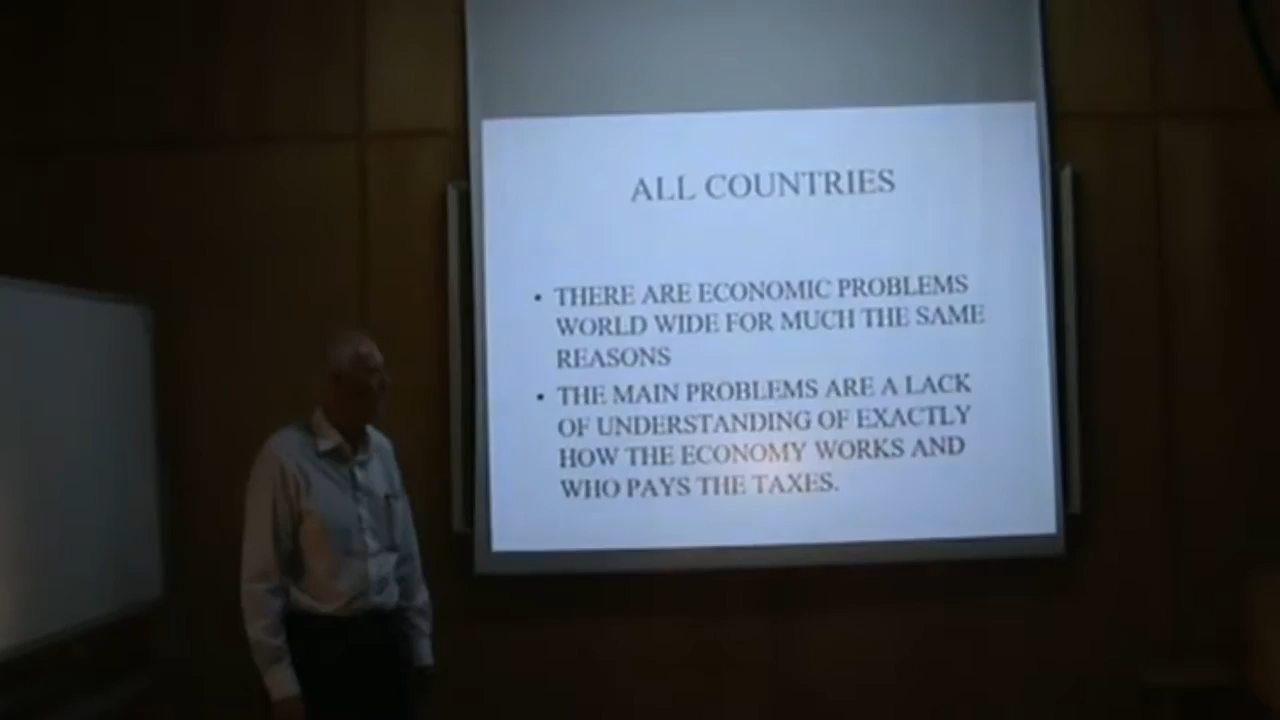 ALL COUNTRIES
• THERE ARE ECONOMIC PROBLEMS
WORLD WIDE FOR MUCH THE SAME
REASONS
• THE MAIN PROBLEMS ARE A LACK
OF UNDERSTANDING OF EXACTLY
HOW THE ECONOMY WORKS AND
WHO PAYS THE TAXES.